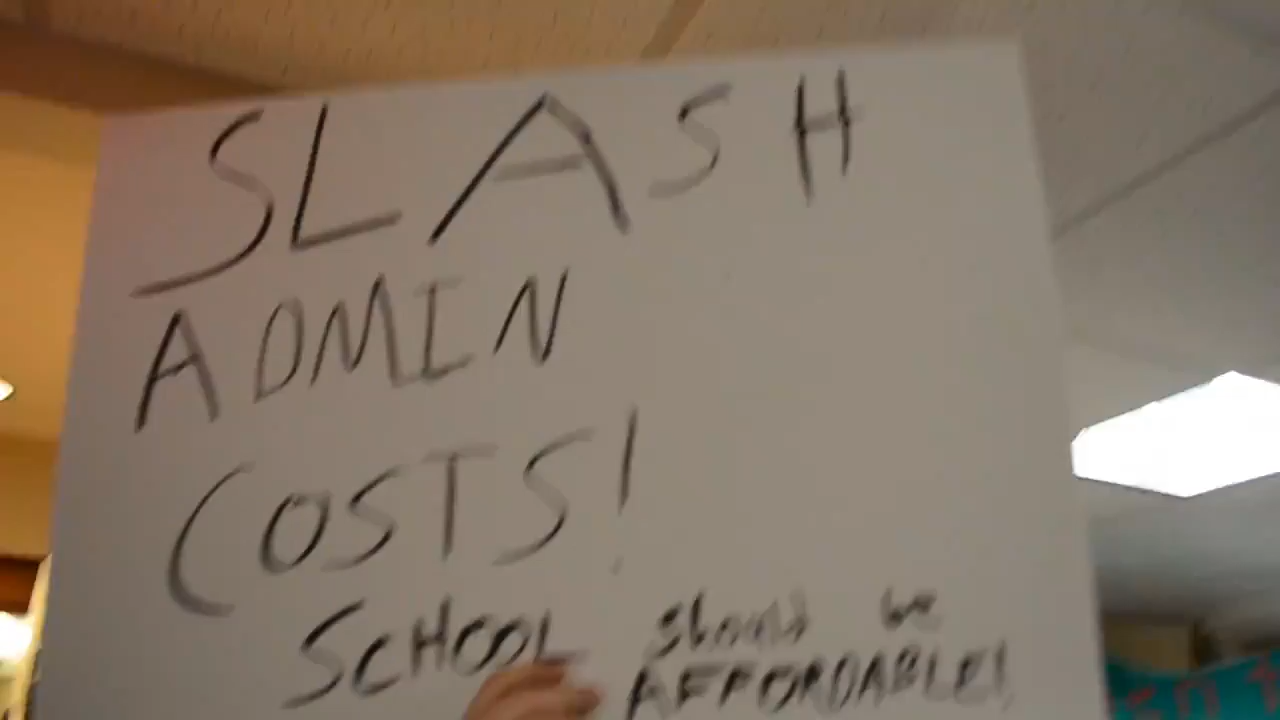 SLASH
ADMIN
COSTS!
SCHOOL should be
AFFORDABLE!